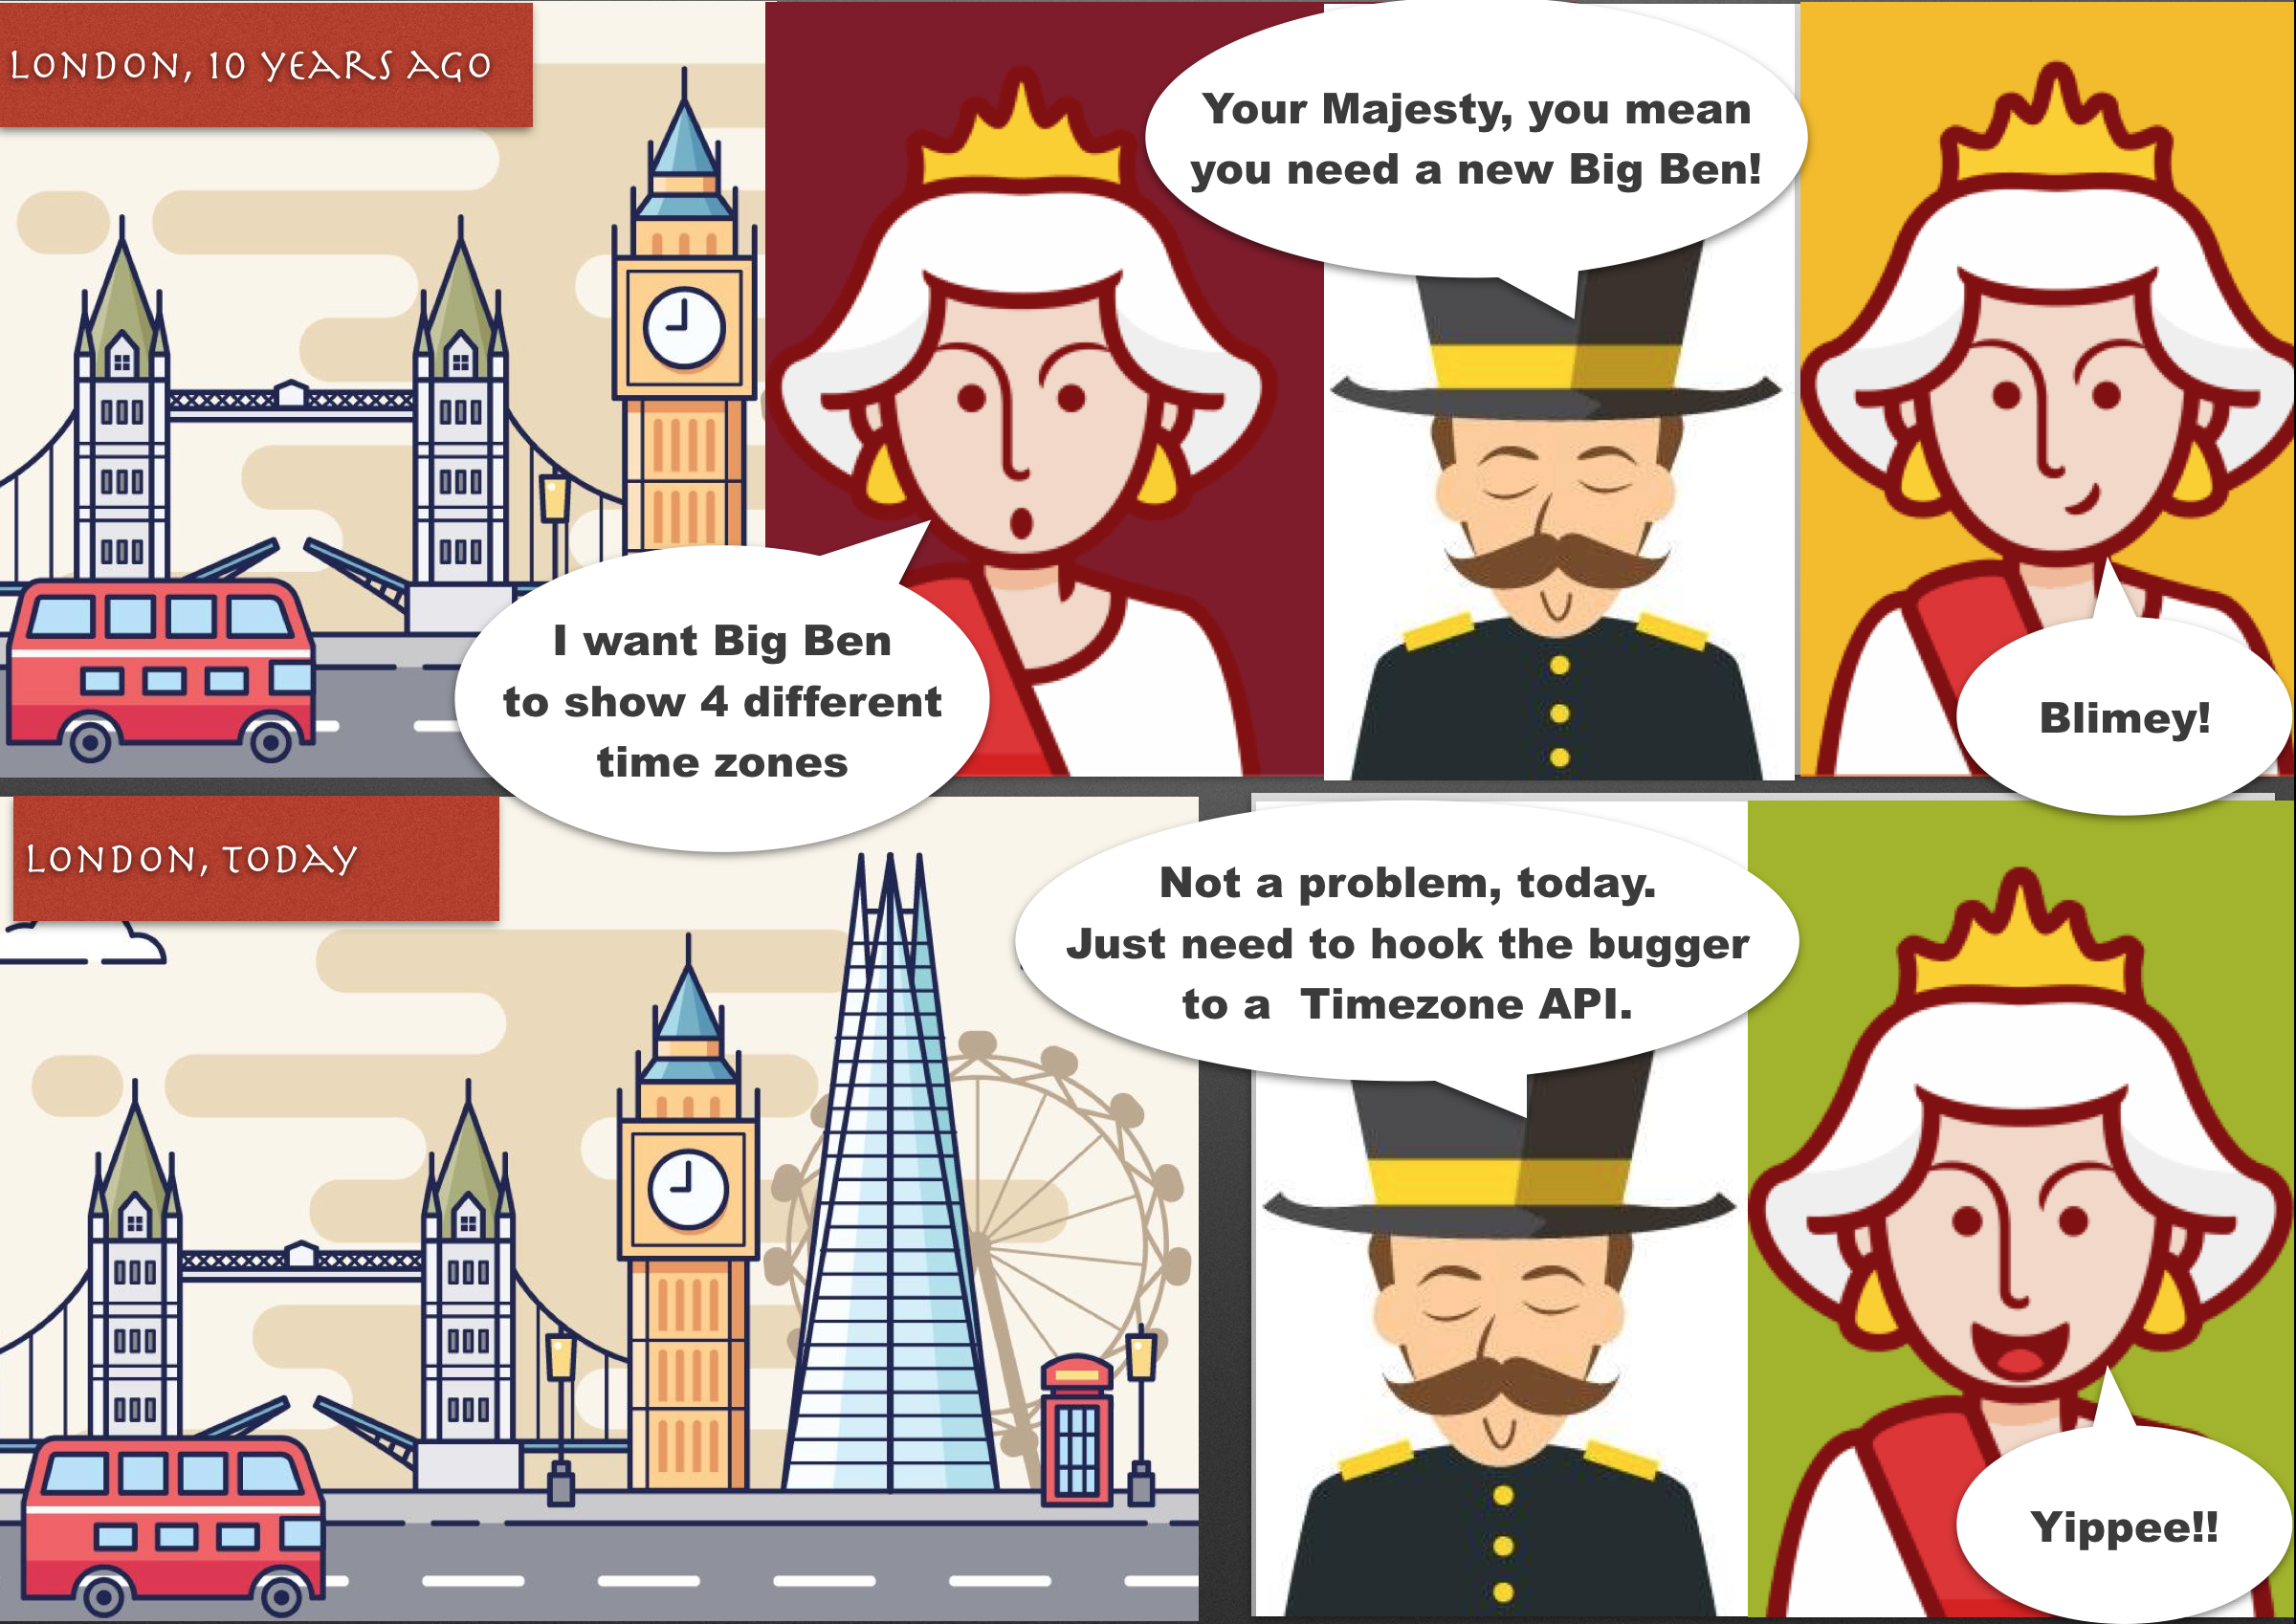 LONDON, 10 YEARS AGO
I want Big Ben
to show 4 different
time zones
Your Majesty, you mean
you need a new Big Ben!
Blimey!
LONDON, TODAY
Not a problem, today.
Just need to hook the bugger
to a  Timezone API.
Yippee!!